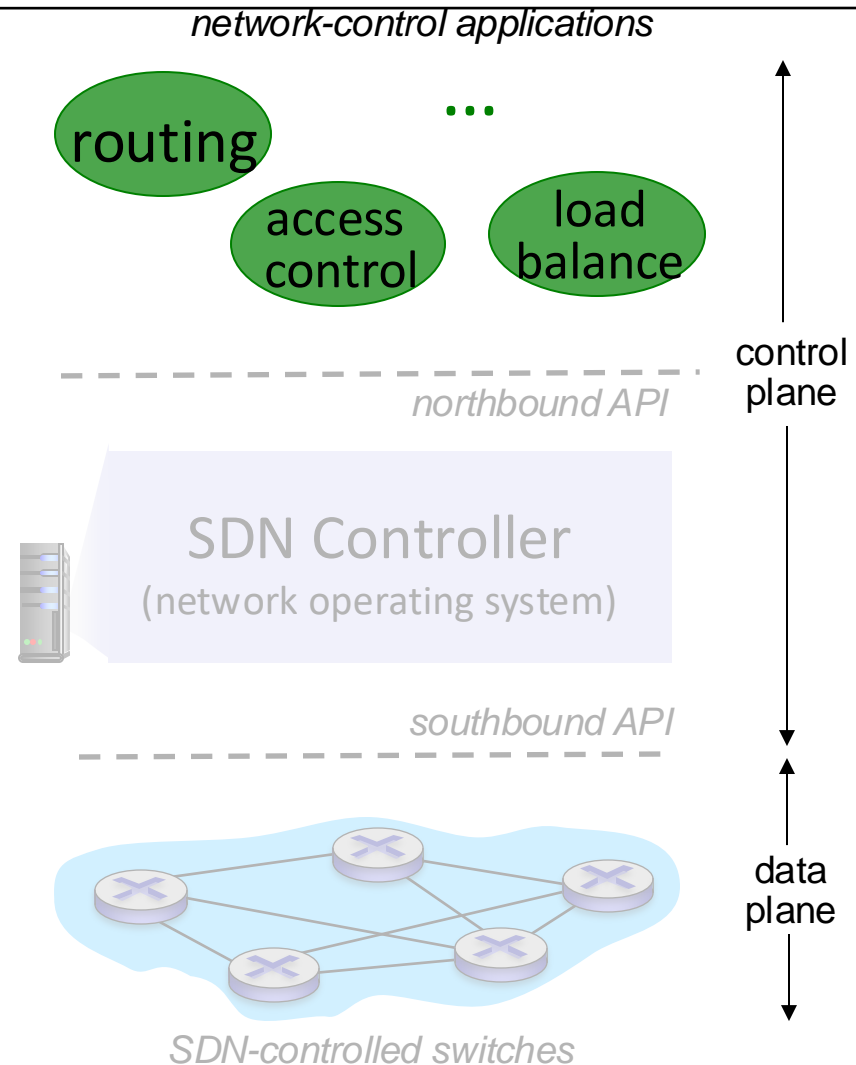 network-control applications
routing
...
access
control
load
balance
control
plane
northbound API
SDN Controller
(network operating system)
southbound API
data
plane
SDN-controlled switches